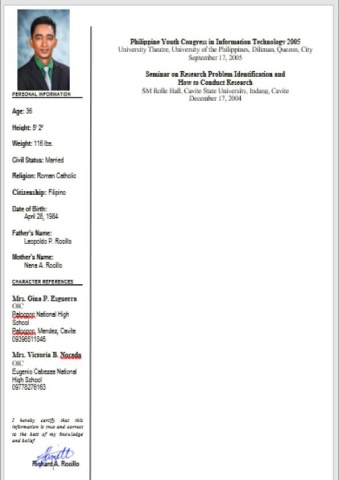 PERSONAL INFORMATION
Age: 36
Height: 5' 2"
Weight: 116 lbs.
Civil Status: Married
Religion: Roman Catholic
Citizenship: Filipino
Date of Birth:
April 28, 1984
Father's Name:
Leopoldo P. Rocillo
Mother's Name:
Nena A. Rocillo
CHARACTER REFERENCES
Mrs. Gina P. Ezguerra
OIC
Palocpoc National High
School
Palocpoc, Mendez, Cavite
09396511846
Mrs. Victoria B. Nocada
OIC
Eugenio Cabezas National
High School
09778276163
I hereby certify that this
information is true and correct
to the best of my knowledge
and belief
Richard A. Rocillo
Philippine Youth Congress in Information Technology 2005
University Theatre, University of the Philippines, Diliman, Quezon, City
September 17, 2005
Seminar on Research Problem Identification and
How to Conduct Research
SM Rolle Hall, Cavite State University, Indang, Cavite
December 17, 2004